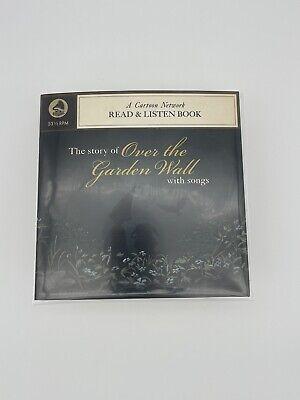 A Cartoon Network
READ & LISTEN BOOK
33⅓ RPM
The story of Over the
Garden Wall
with songs